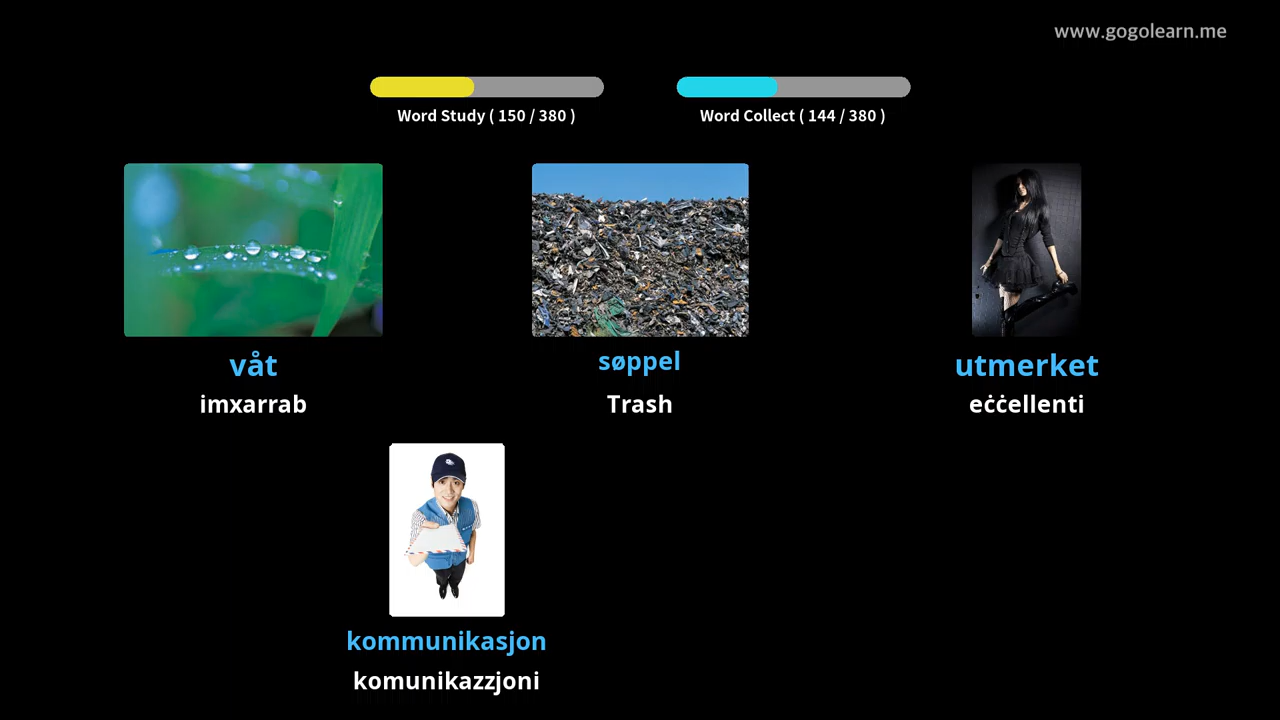 www.gogolearn.me
Word Study ( 150 / 380 )
Word Collect ( 144 / 380 )
våt
søppel
utmerket
imxarrab
Trash
eċċellenti
kommunikasjon
komunikazzjoni